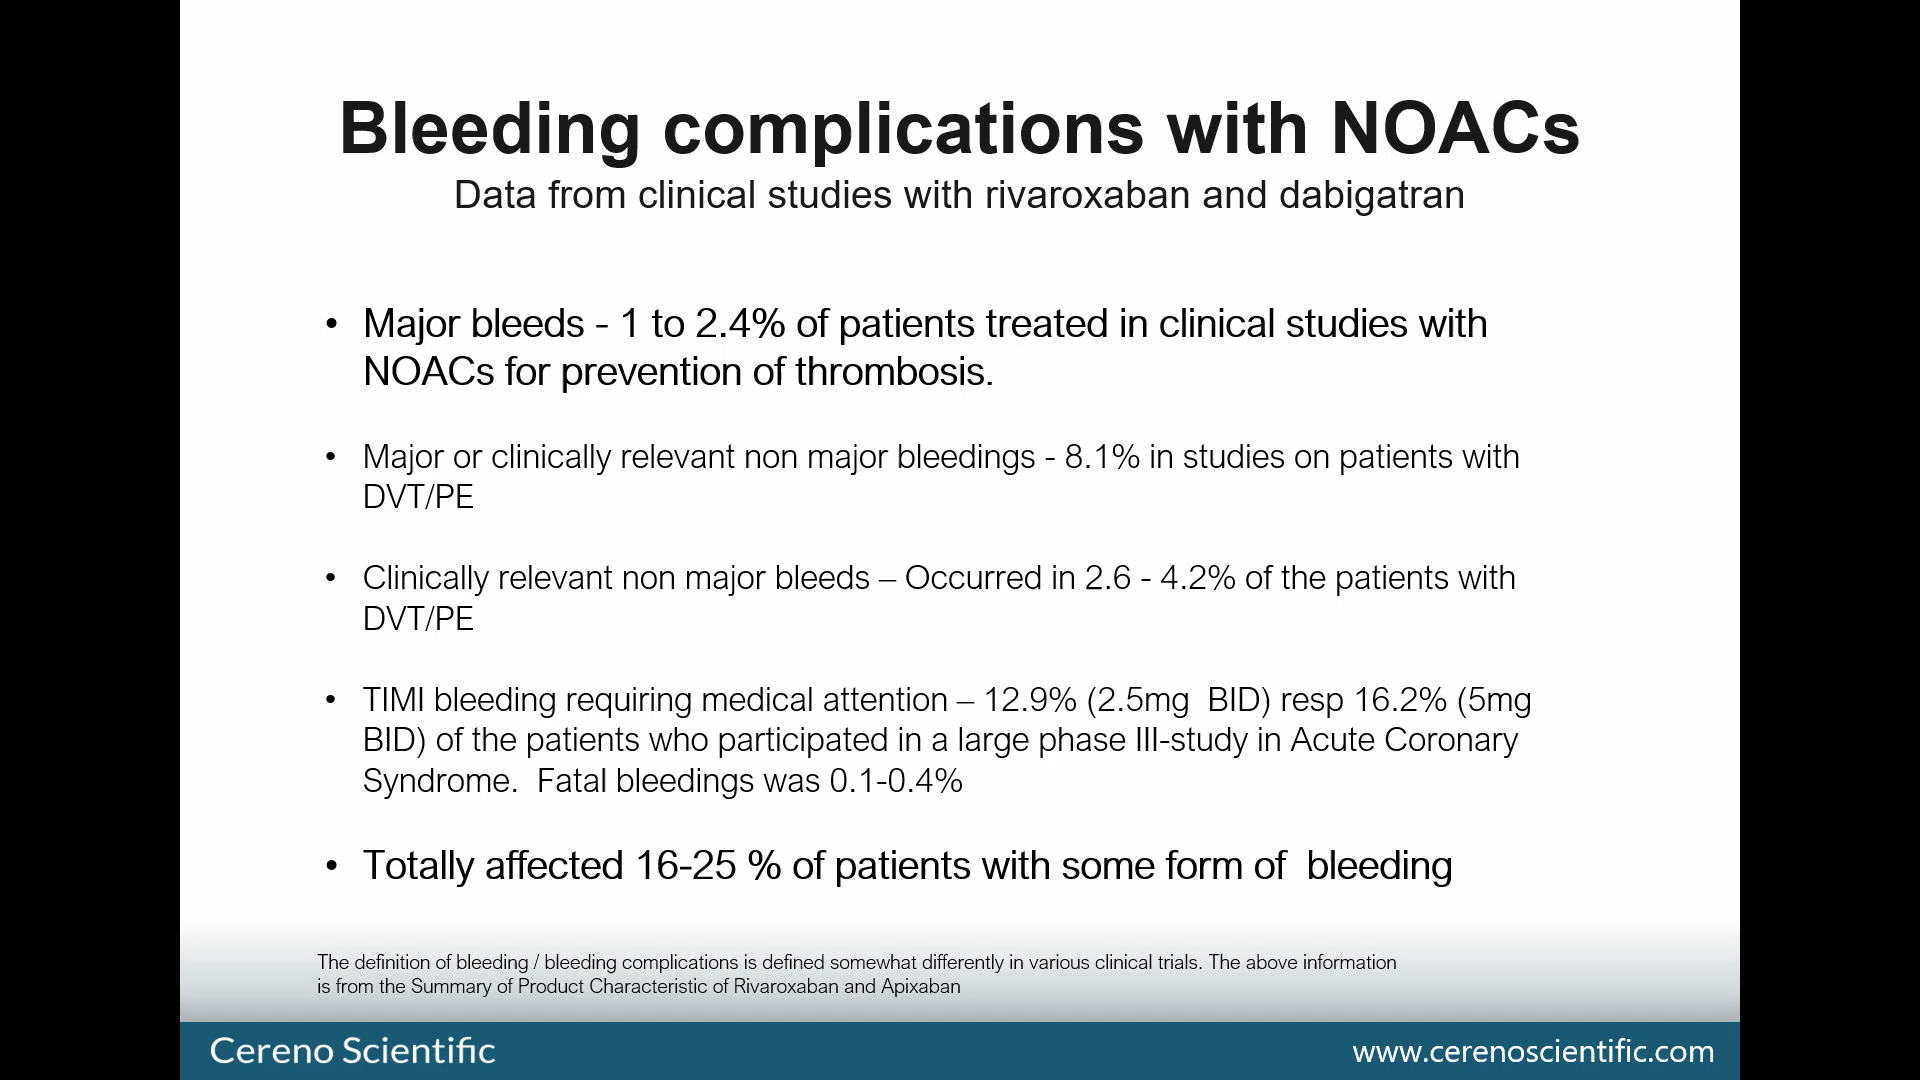 Bleeding complications with NOACs
Data from clinical studies with rivaroxaban and dabigatran
• Major bleeds - 1 to 2.4% of patients treated in clinical studies with
NOACs for prevention of thrombosis.
• Major or clinically relevant non major bleedings - 8.1% in studies on patients with
DVT/PE
• Clinically relevant non major bleeds – Occurred in 2.6 - 4.2% of the patients with
DVT/PE
• TIMI bleeding requiring medical attention – 12.9% (2.5mg  BID) resp 16.2% (5mg
BID) of the patients who participated in a large phase III-study in Acute Coronary
Syndrome.  Fatal bleedings was 0.1-0.4%
• Totally affected 16-25 % of patients with some form of  bleeding
The definition of bleeding / bleeding complications is defined somewhat differently in various clinical trials. The above information
is from the Summary of Product Characteristic of Rivaroxaban and Apixaban
Cereno Scientific
www.cerenoscientific.com